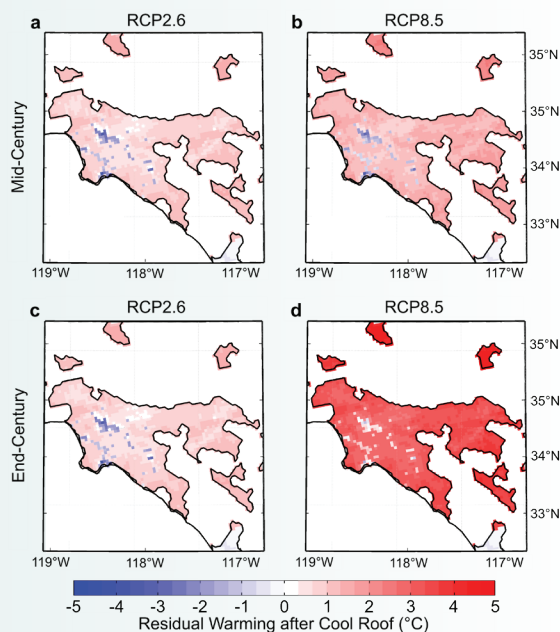 RCP2.6
RCP8.5
a
b
Mid-Century
35°N
35°N
34°N
33°N
119°W
118°W
117°W
119°W
118°W
117°W
RCP2.6
RCP8.5
c
d
End-Century
35°N
35°N
34°N
33°N
119°W
118°W
117°W
119°W
118°W
117°W
-5 -4 -3 -2 -1 0 1 2 3 4 5
Residual Warming after Cool Roof (°C)